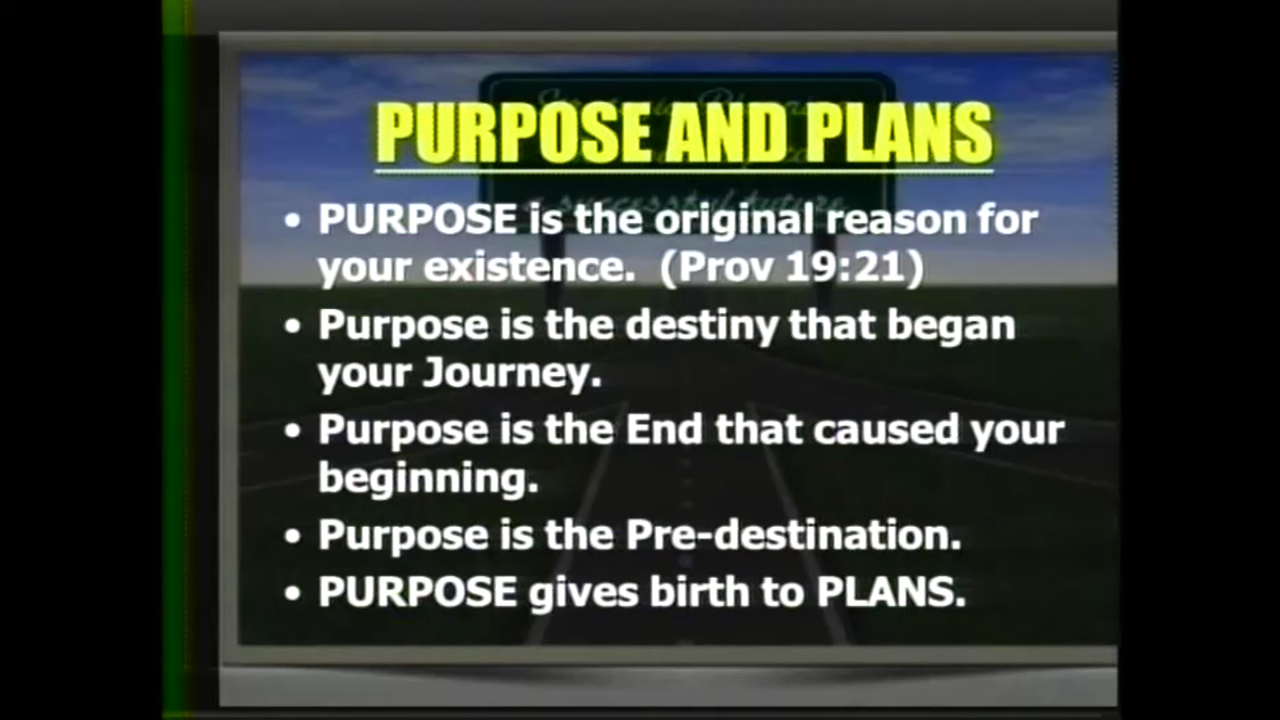 PURPOSE AND PLANS
• PURPOSE is the original reason for
your existence. (Prov 19:21)
• Purpose is the destiny that began
your Journey.
• Purpose is the End that caused your
beginning.
• Purpose is the Pre-destination.
• PURPOSE gives birth to PLANS.